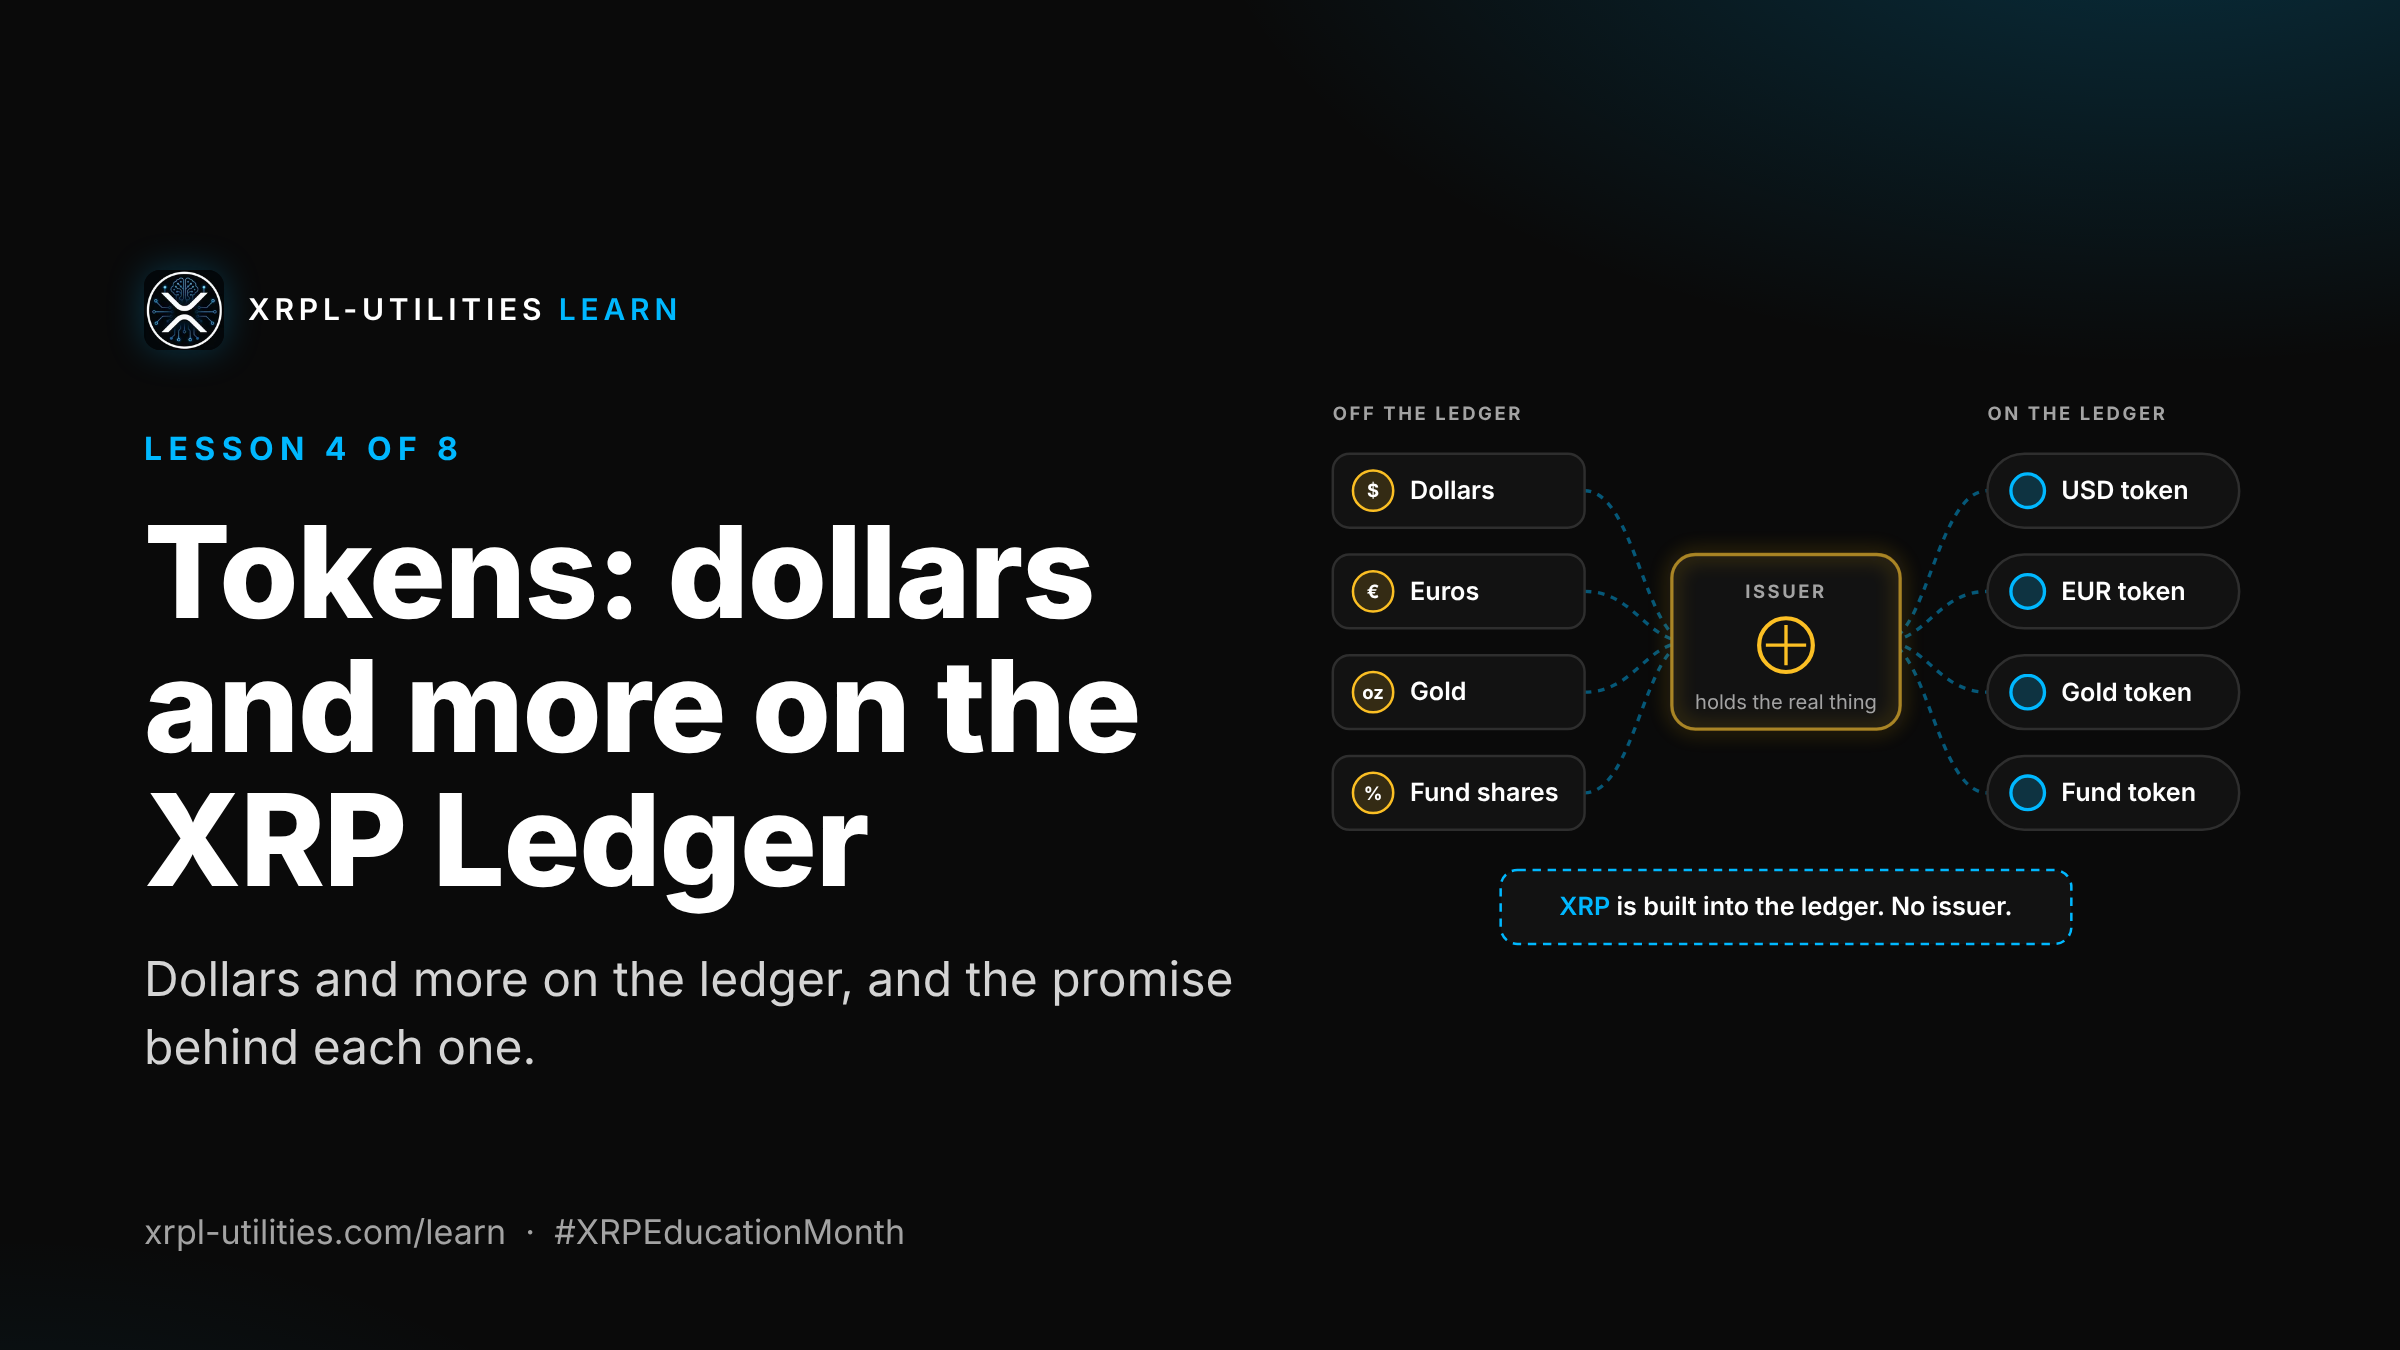 XRPL-UTILITIES LEARN
LESSON 4 OF 8
Tokens: dollars
and more on the
XRP Ledger
Dollars and more on the ledger, and the promise
behind each one.
xrpl-utilities.com/learn · #XRPEducationMonth
OFF THE LEDGER
$ Dollars
€ Euros
oz Gold
% Fund shares
ISSUER
holds the real thing
ON THE LEDGER
USD token
EUR token
Gold token
Fund token
XRP is built into the ledger. No issuer.